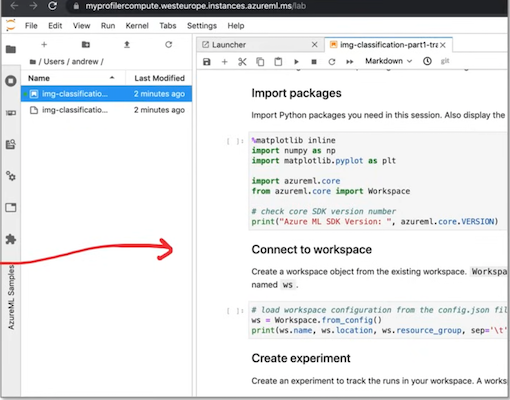 myprofilercompute.westeurope.instances.azureml.ms/lab
File Edit View Run Kernel Tabs Settings Help
/ Users / andrew /
Name Last Modified
img-classificatio... 2 minutes ago
img-classificatio... 2 minutes ago
AzureML Samples
Launcher
img-classification-part1-tra
Markdown
git
Import packages
Import Python packages you need in this session. Also display the
[ ]:
%matplotlib inline
import numpy as np
import matplotlib.pyplot as plt
import azureml.core
from azureml.core import Workspace
# check core SDK version number
print("Azure ML SDK Version: ", azureml.core.VERSION)
Connect to workspace
Create a workspace object from the existing workspace. Workspa
named ws.
[ ]:
# load workspace configuration from the config.json fil
ws = Workspace.from_config()
print(ws.name, ws.location, ws.resource_group, sep='\t'
Create experiment
Create an experiment to track the runs in your workspace. A works